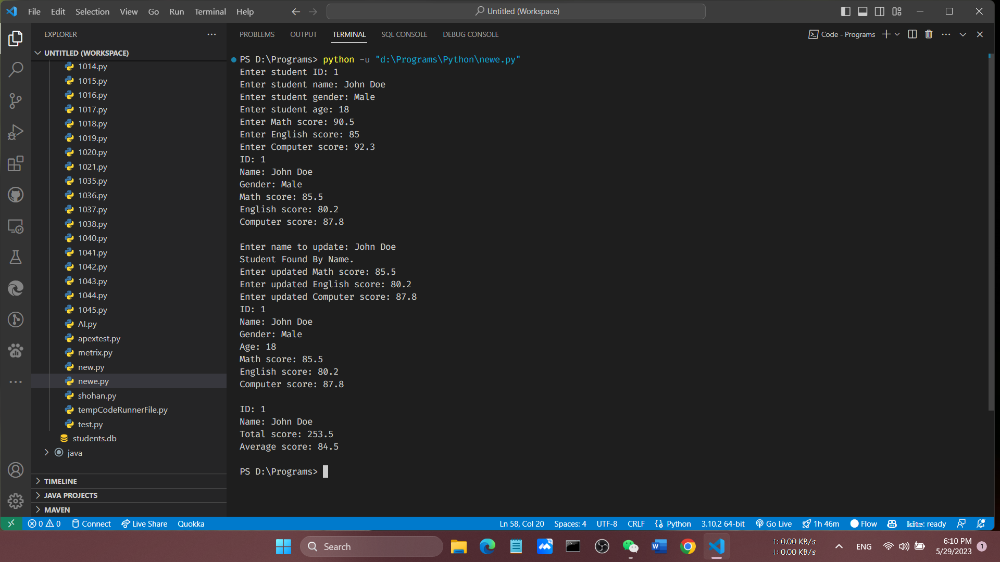 File Edit Selection View Go Run Terminal Help
Untitled (Workspace)
EXPLORER
UNTITLED (WORKSPACE)
1014.py
1015.py
1016.py
1017.py
1018.py
1019.py
1020.py
1021.py
1035.py
1036.py
1037.py
1038.py
1040.py
1041.py
1042.py
1043.py
1044.py
1045.py
AI.py
apextest.py
metrix.py
new.py
newe.py
shohan.py
tempCodeRunnerFile.py
test.py
students.db
java
TIMELINE
JAVA PROJECTS
MAVEN
PROBLEMS OUTPUT TERMINAL SQL CONSOLE DEBUG CONSOLE
Code - Programs
PS D:\Programs> python -u "d:\Programs\Python\newe.py"
Enter student ID: 1
Enter student name: John Doe
Enter student gender: Male
Enter student age: 18
Enter Math score: 90.5
Enter English score: 85
Enter Computer score: 92.3
ID: 1
Name: John Doe
Gender: Male
Math score: 85.5
English score: 80.2
Computer score: 87.8
Enter name to update: John Doe
Student Found By Name.
Enter updated Math score: 85.5
Enter updated English score: 80.2
Enter updated Computer score: 87.8
ID: 1
Name: John Doe
Gender: Male
Age: 18
Math score: 85.5
English score: 80.2
Computer score: 87.8
ID: 1
Name: John Doe
Total score: 253.5
Average score: 84.5
PS D:\Programs>
0 0 Connect Live Share Quokka
Ln 58, Col 20 Spaces: 4 UTF-8 CRLF Python 3.10.2 64-bit Go Live 1h 46m Flow kite: ready
Search
↑: 0.00 KB/s
↓: 0.00 KB/s
ENG
6:10 PM
5/29/2023
1